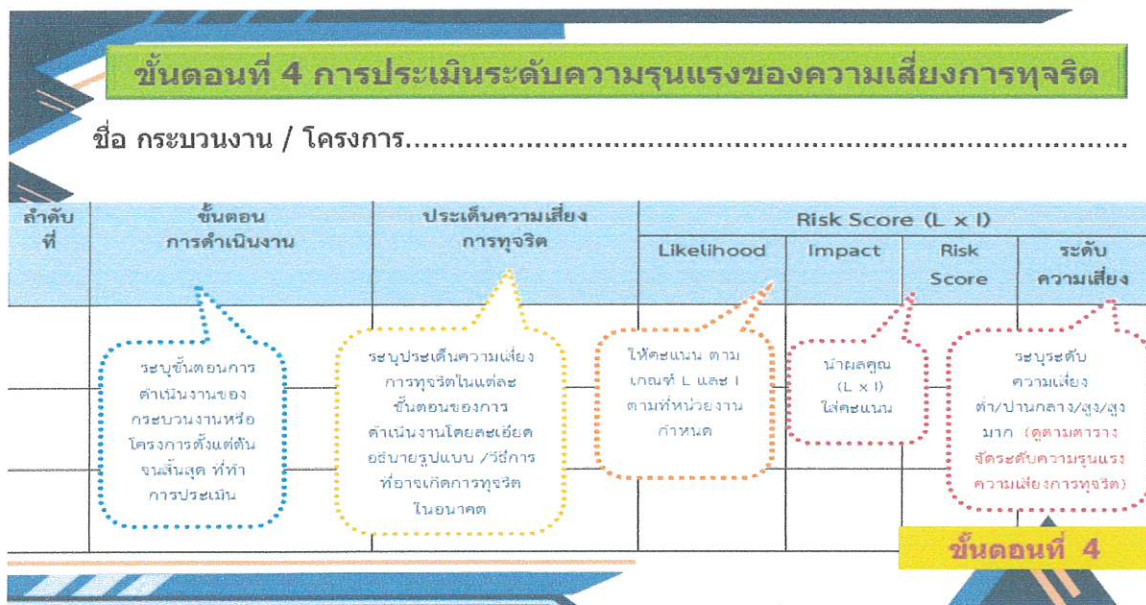 ขั้นตอนที่ 4 การประเมินระดับความรุนแรงของความเสี่ยงการทุจริต
ชื่อ กระบวนงาน / โครงการ................................................................................
ลำดับ
ที่
ขั้นตอน
การดำเนินงาน
ประเด็นความเสี่ยง
การทุจริต
Risk Score (L x I)
Likelihood
Impact
Risk
Score
ระดับ
ความเสี่ยง
ระบุขั้นตอนการ
ดำเนินงานของ
กระบวนงานหรือ
โครงการตั้งแต่ต้น
จนสิ้นสุด ที่ทำ
การประเมิน
ระบุประเด็นความเสี่ยง
การทุจริตในแต่ละ
ขั้นตอนของการ
ดำเนินงานโดยละเอียด
อธิบายรูปแบบ /วิธีการ
ที่อาจเกิดการทุจริต
ในอนาคต
ให้คะแนน ตาม
เกณฑ์ L และ I
ตามที่หน่วยงาน
กำหนด
นำผลคูณ
(L x I)
ใส่คะแนน
ระบุระดับ
ความเสี่ยง
ต่ำ/ปานกลาง/สูง/สูง
มาก (ดูตามตาราง
จัดระดับความรุนแรง
ความเสี่ยงการทุจริต)
ขั้นตอนที่ 4